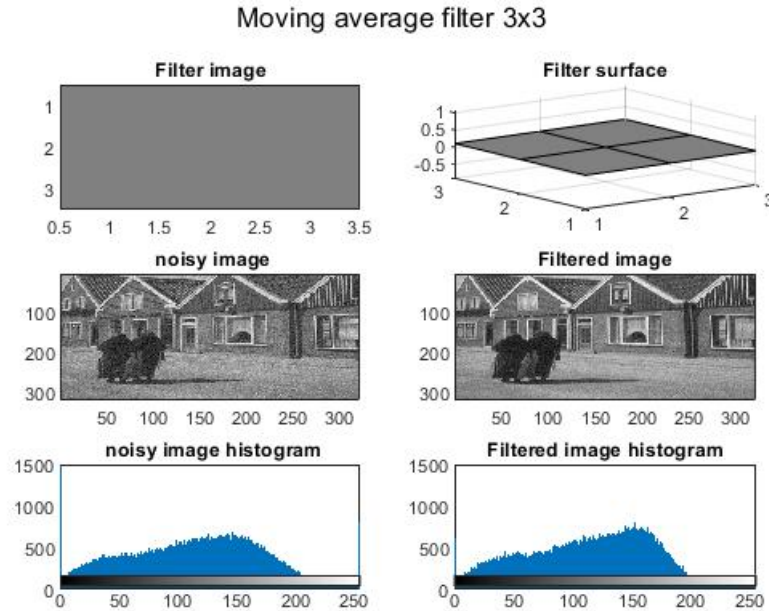 Moving average filter 3x3
Filter image
1
2
3
0.5 1 1.5 2 2.5 3 3.5
Filter surface
1
0.5
0
-0.5
3
2
1
1
2
3
noisy image
100
200
300
50 100 150 200 250 300
Filtered image
100
200
300
50 100 150 200 250 300
noisy image histogram
1500
1000
500
0
0 50 100 150 200 250
Filtered image histogram
1500
1000
500
0
0 50 100 150 200 250